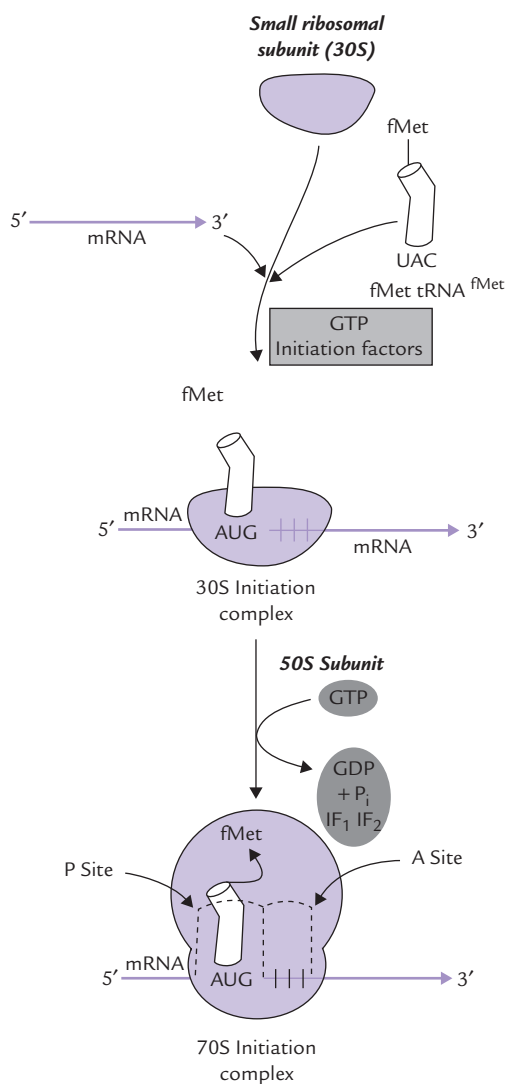 Small ribosomal
subunit (30S)
fMet
5′ mRNA 3′
UAC
fMet tRNA fMet
GTP
Initiation factors
fMet
5′ mRNA AUG mRNA 3′
30S Initiation
complex
50S Subunit
GTP
GDP
+ Pi
IF1 IF2
fMet
P Site
A Site
5′ mRNA AUG 3′
70S Initiation
complex